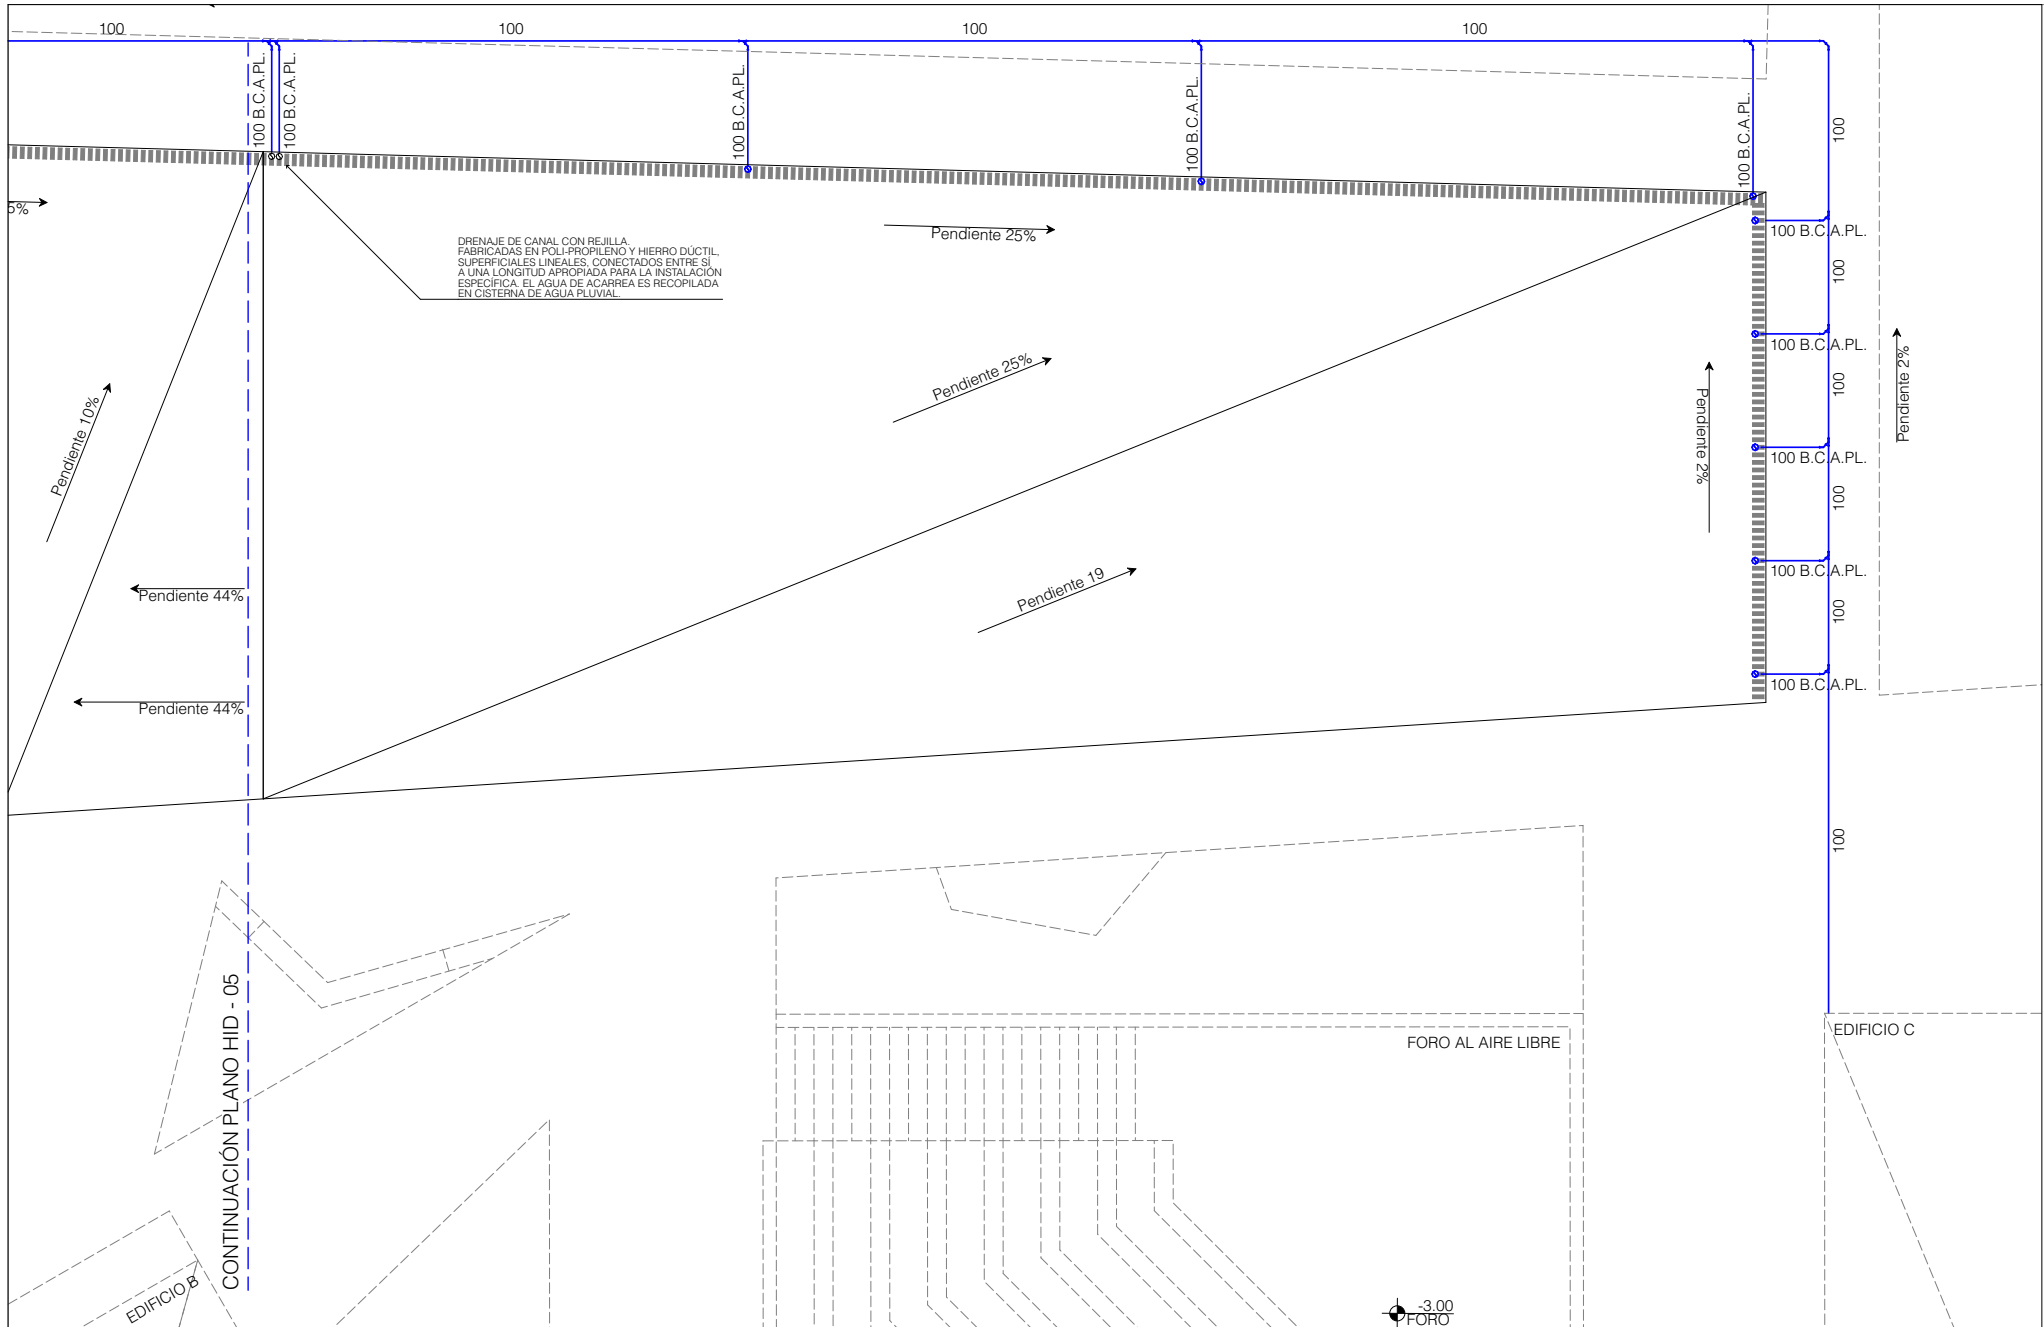 100
100
100
100
100 B.C.A.PL.
100 B.C.A.PL.
100 B.C.A.PL.
100 B.C.A.PL.
100 B.C.A.PL.
100
5%
Pendiente 25%
100 B.C.A.PL.
DRENAJE DE CANAL CON REJILLA.
FABRICADAS EN POLI-PROPILENO Y HIERRO DÚCTIL,
SUPERFICIALES LINEALES, CONECTADOS ENTRE SÍ
A UNA LONGITUD APROPIADA PARA LA INSTALACIÓN
ESPECÍFICA. EL AGUA DE ACARREA ES RECOPILADA
EN CISTERNA DE AGUA PLUVIAL.
100
100 B.C.A.PL.
Pendiente 25%
Pendiente 2%
100
Pendiente 2%
Pendiente 10%
100 B.C.A.PL.
100
100 B.C.A.PL.
Pendiente 44%
Pendiente 19
100
100 B.C.A.PL.
Pendiente 44%
100
CONTINUACIÓN PLANO HID - 05
EDIFICIO C
FORO AL AIRE LIBRE
EDIFICIO B
-3.00
FORO